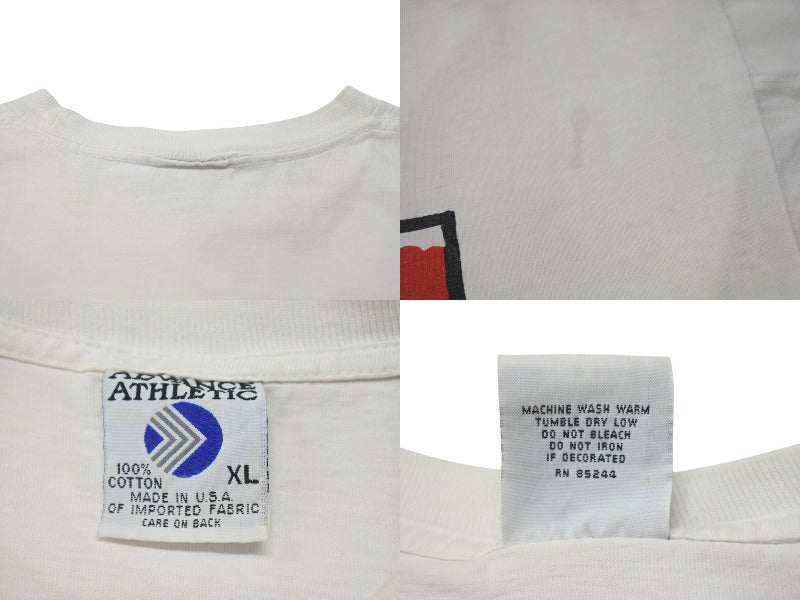 ADVANCE
ATHLETIC
100%
COTTON
XL
MADE IN U.S.A.
OF IMPORTED FABRIC
CARE ON BACK
MACHINE WASH WARM
TUMBLE DRY LOW
DO NOT BLEACH
DO NOT IRON
IF DECORATED
RN 85244